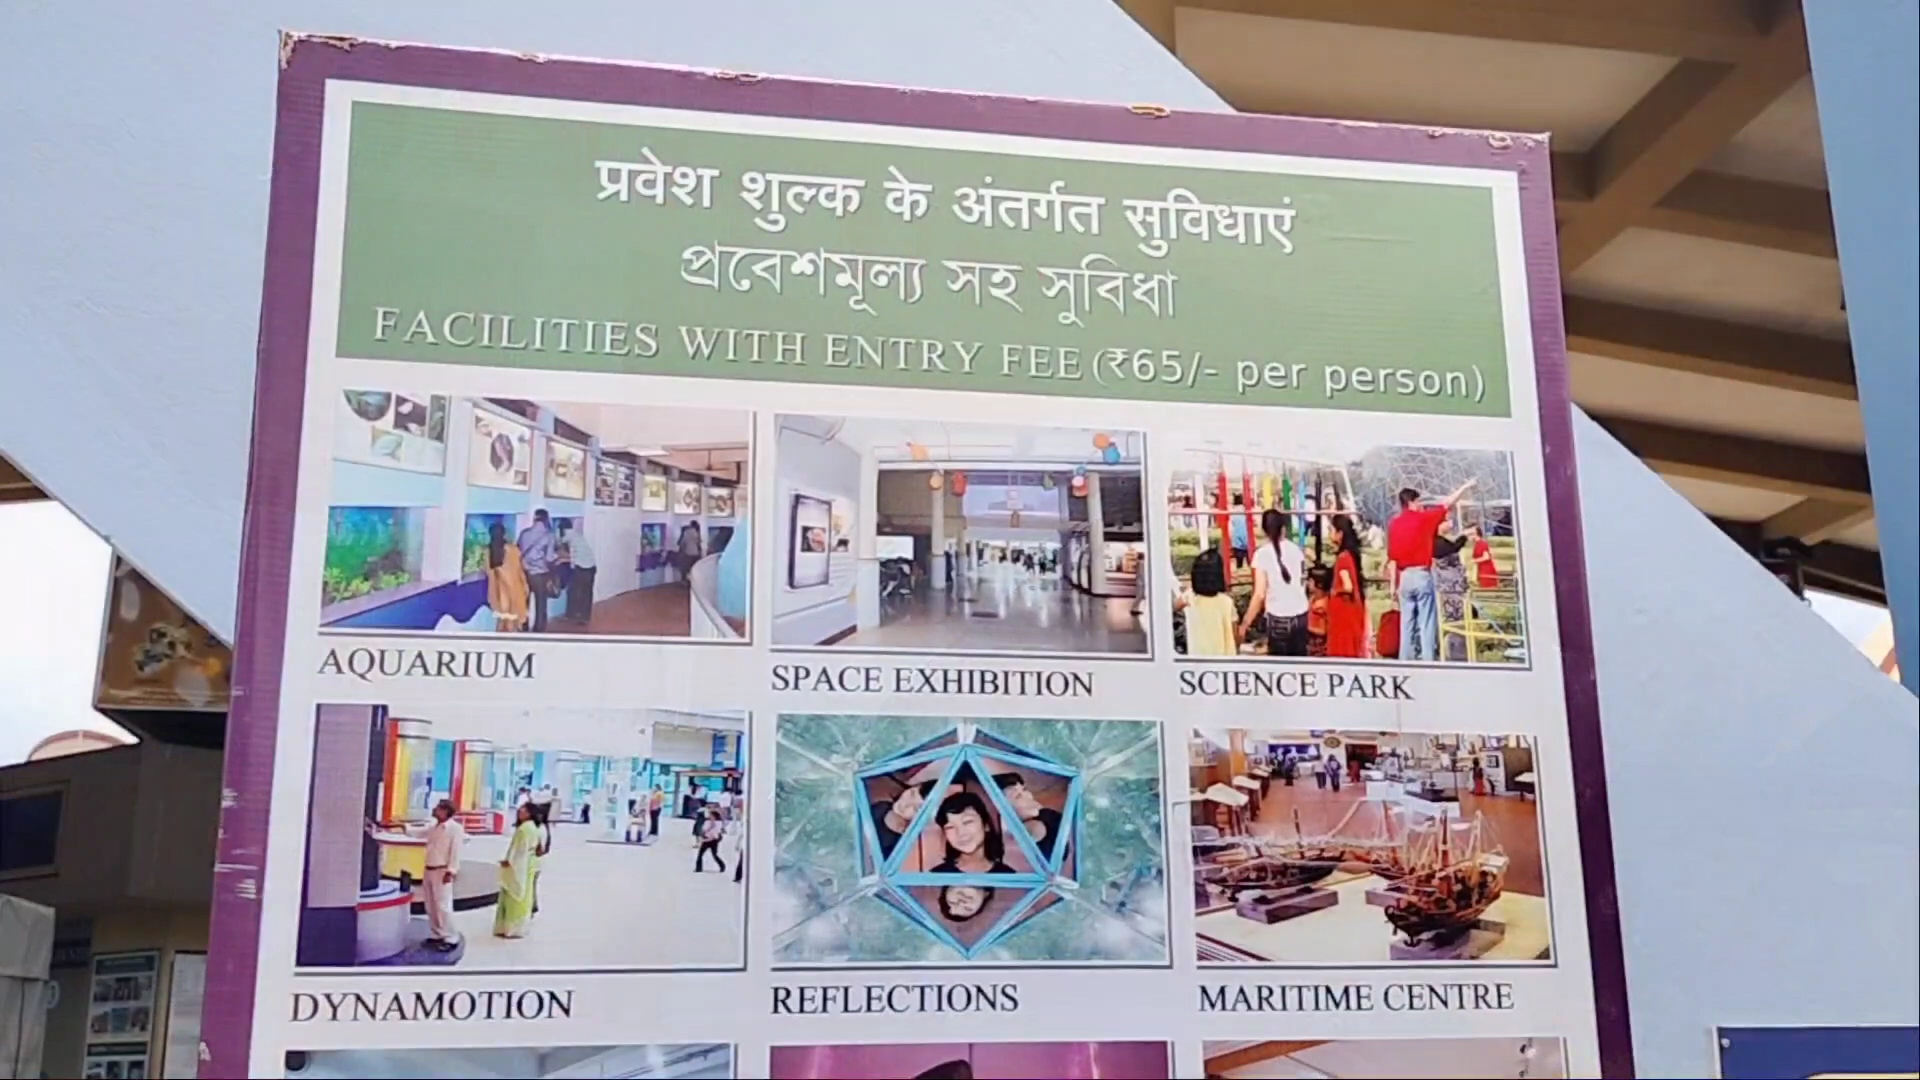 प्रवेश शुल्क के अंतर्गत सुविधाएं
প্রবেশমূল্য সহ সুবিধা
FACILITIES WITH ENTRY FEE (₹65/- per person)
AQUARIUM
SPACE EXHIBITION
SCIENCE PARK
DYNAMOTION
REFLECTIONS
MARITIME CENTRE